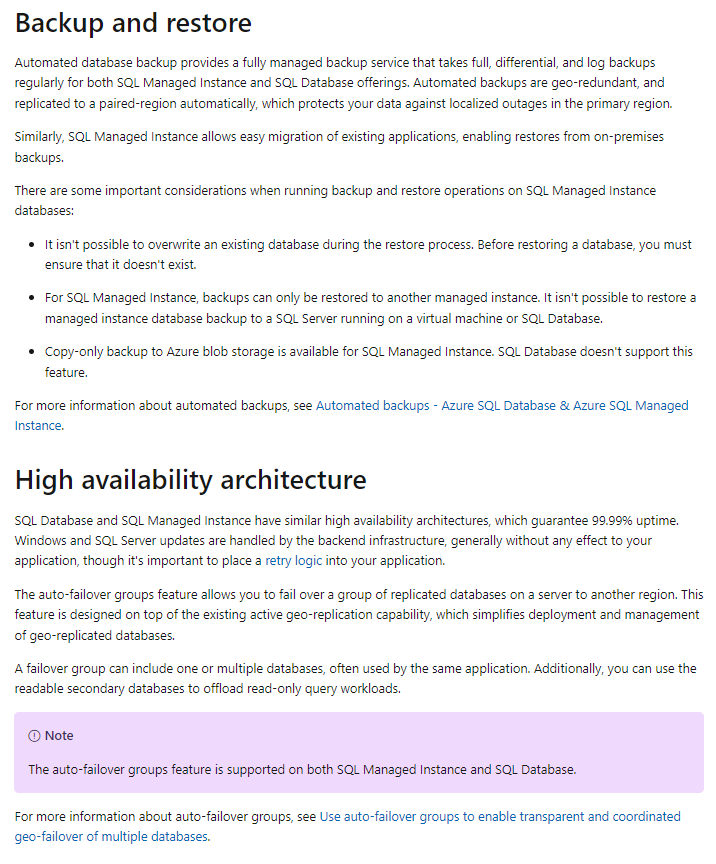 Backup and restore
Automated database backup provides a fully managed backup service that takes full, differential, and log backups
regularly for both SQL Managed Instance and SQL Database offerings. Automated backups are geo-redundant, and
replicated to a paired-region automatically, which protects your data against localized outages in the primary region.
Similarly, SQL Managed Instance allows easy migration of existing applications, enabling restores from on-premises
backups.
There are some important considerations when running backup and restore operations on SQL Managed Instance
databases:
• It isn't possible to overwrite an existing database during the restore process. Before restoring a database, you must
ensure that it doesn't exist.
• For SQL Managed Instance, backups can only be restored to another managed instance. It isn't possible to restore a
managed instance database backup to a SQL Server running on a virtual machine or SQL Database.
• Copy-only backup to Azure blob storage is available for SQL Managed Instance. SQL Database doesn't support this
feature.
For more information about automated backups, see Automated backups - Azure SQL Database & Azure SQL Managed
Instance.
High availability architecture
SQL Database and SQL Managed Instance have similar high availability architectures, which guarantee 99.99% uptime.
Windows and SQL Server updates are handled by the backend infrastructure, generally without any effect to your
application, though it's important to place a retry logic into your application.
The auto-failover groups feature allows you to fail over a group of replicated databases on a server to another region. This
feature is designed on top of the existing active geo-replication capability, which simplifies deployment and management
of geo-replicated databases.
A failover group can include one or multiple databases, often used by the same application. Additionally, you can use the
readable secondary databases to offload read-only query workloads.
Note
The auto-failover groups feature is supported on both SQL Managed Instance and SQL Database.
For more information about auto-failover groups, see Use auto-failover groups to enable transparent and coordinated
geo-failover of multiple databases.